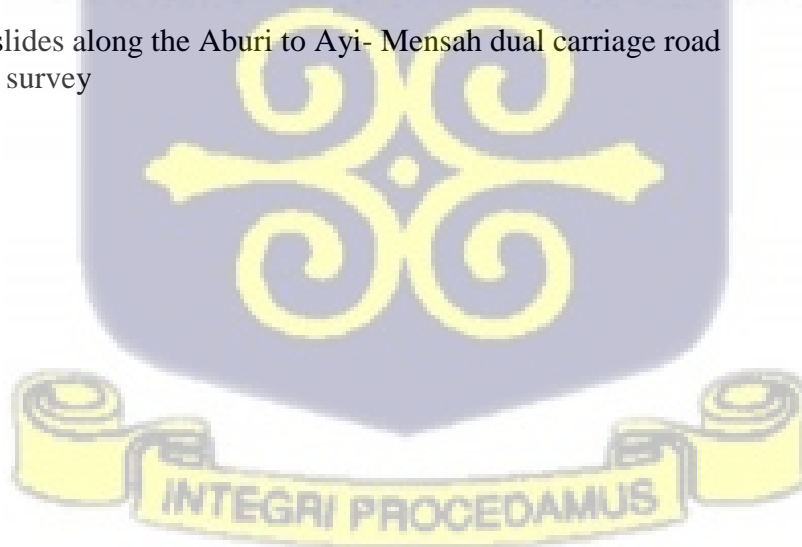 slides along the Aburi to Ayi- Mensah dual carriage road
survey
INTEGRI PROCEDAMUS